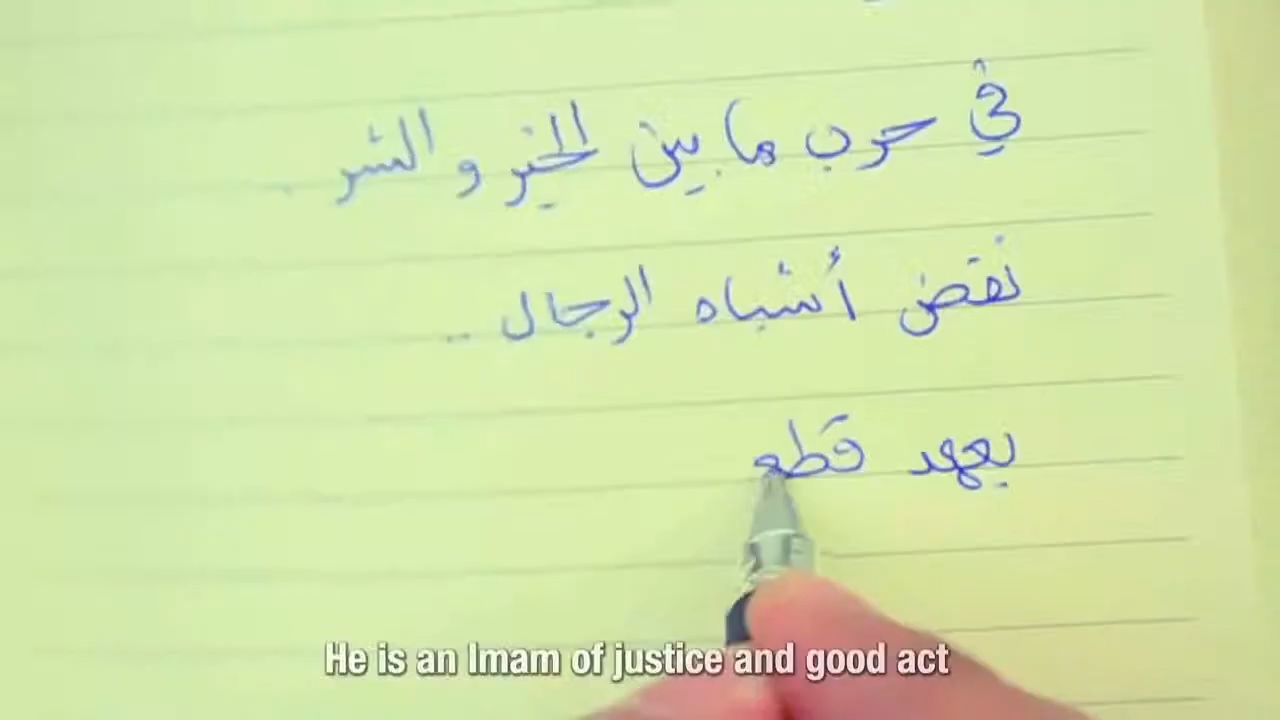 في حرب ما بين الخير و الشر .
نقض أشباه الرجال ..
بعهد قطع
He is an Imam of justice and good act